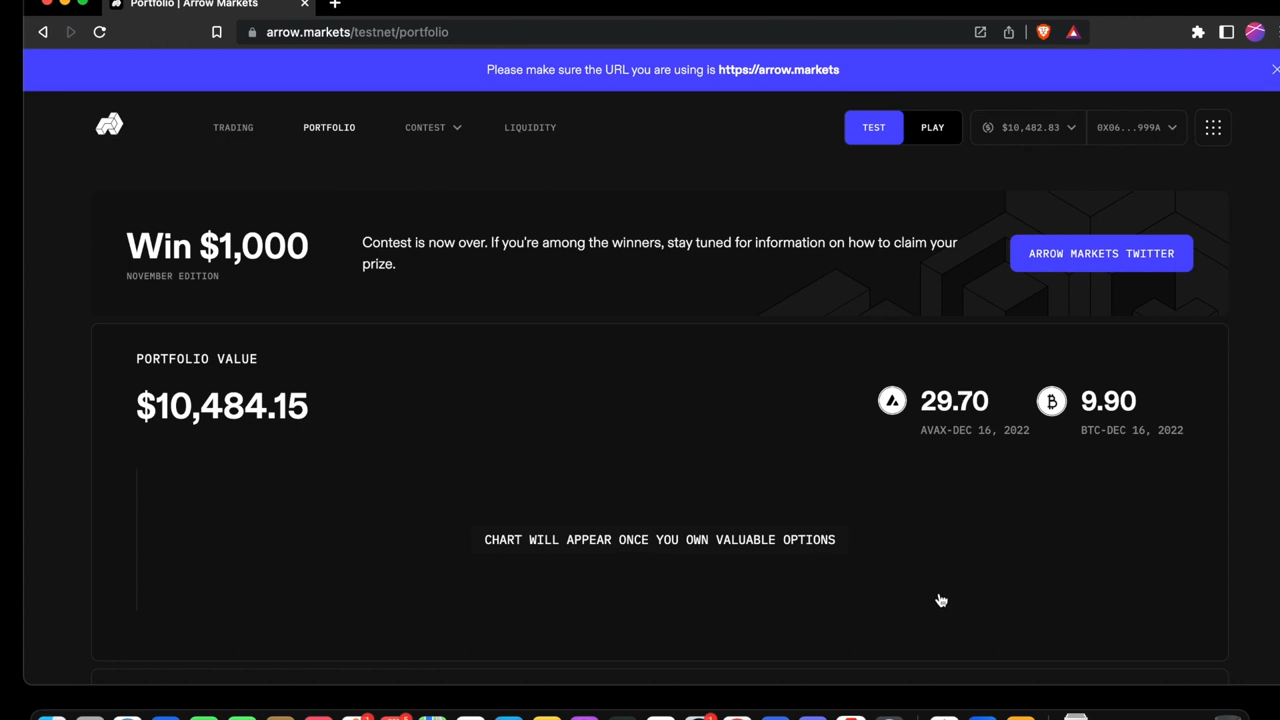 Portfolio | Arrow Markets
arrow.markets/testnet/portfolio
Please make sure the URL you are using is https://arrow.markets
TRADING
PORTFOLIO
CONTEST
LIQUIDITY
TEST
PLAY
$10,482.83
0X06...999A
Win $1,000
NOVEMBER EDITION
Contest is now over. If you're among the winners, stay tuned for information on how to claim your
prize.
ARROW MARKETS TWITTER
PORTFOLIO VALUE
$10,484.15
29.70
AVAX-DEC 16, 2022
9.90
BTC-DEC 16, 2022
CHART WILL APPEAR ONCE YOU OWN VALUABLE OPTIONS